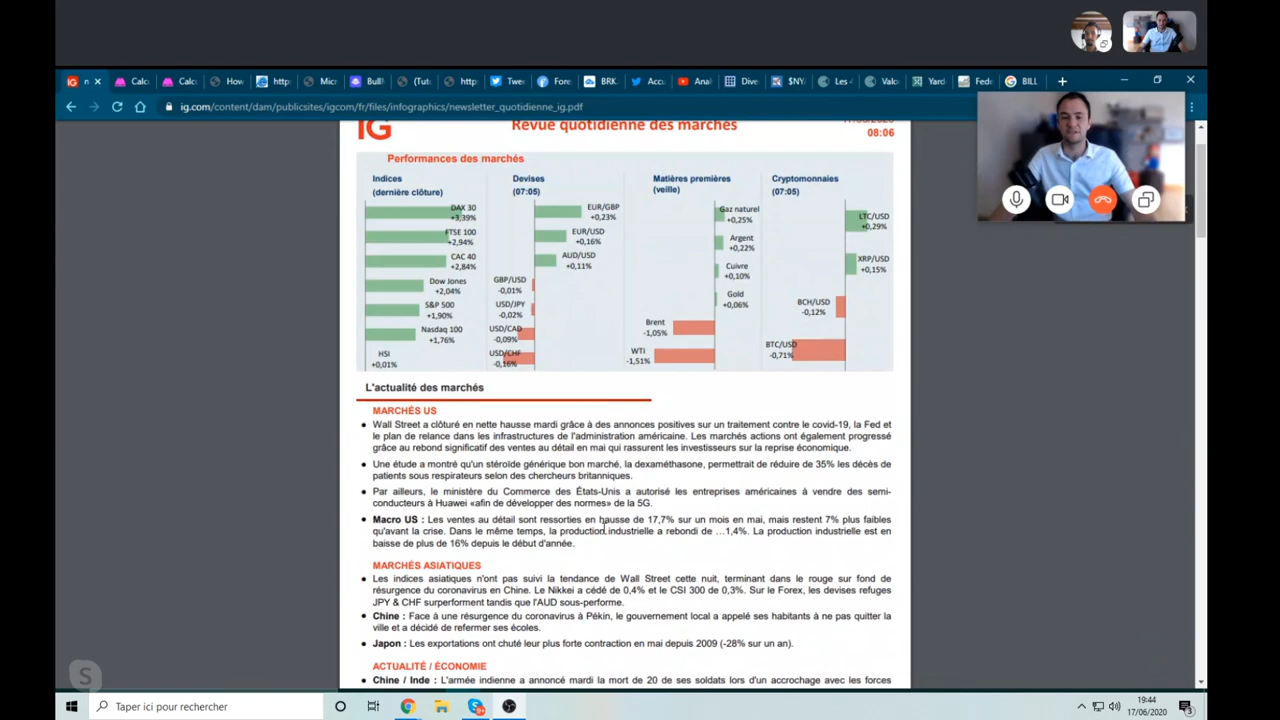 n
Calc
Calc
How
http
Micr
Bull
(Tut
http
Twee
Fore
BRK.
Accu
Anal
Dive
$NY
Les
Valo
Yard
Fede
BILL
ig.com/content/dam/publicsites/igcom/fr/files/infographics/newsletter_quotidienne_ig.pdf
IG
Revue quotidienne des marchés
08:06
Performances des marchés
Indices
(dernière clôture)
DAX 30
+3,39%
FTSE 100
+2,94%
CAC 40
+2,84%
Dow Jones
+2,04%
S&P 500
+1,90%
Nasdaq 100
+1,76%
HSI
+0,01%
Devises
(07:05)
EUR/GBP
+0,23%
EUR/USD
+0,16%
AUD/USD
+0,11%
GBP/USD
-0,01%
USD/JPY
-0,02%
USD/CAD
-0,09%
USD/CHF
-0,16%
Matières premières
(veille)
Gaz naturel
+0,25%
Argent
+0,22%
Cuivre
+0,10%
Gold
+0,06%
Brent
-1,05%
WTI
-1,51%
Cryptomonnaies
(07:05)
LTC/USD
+0,29%
XRP/USD
+0,15%
BCH/USD
-0,12%
BTC/USD
-0,71%
L'actualité des marchés
MARCHÉS US
Wall Street a clôturé en nette hausse mardi grâce à des annonces positives sur un traitement contre le covid-19, la Fed et
le plan de relance dans les infrastructures de l'administration américaine. Les marchés actions ont également progressé
grâce au rebond significatif des ventes au détail en mai qui rassurent les investisseurs sur la reprise économique.
Une étude a montré qu'un stéroïde générique bon marché, la dexaméthasone, permettrait de réduire de 35% les décès de
patients sous respirateurs selon des chercheurs britanniques.
Par ailleurs, le ministère du Commerce des États-Unis a autorisé les entreprises américaines à vendre des semi-
conducteurs à Huawei «afin de développer des normes» de la 5G.
Macro US : Les ventes au détail sont ressorties en hausse de 17,7% sur un mois en mai, mais restent 7% plus faibles
qu'avant la crise. Dans le même temps, la production industrielle a rebondi de …1,4%. La production industrielle est en
baisse de plus de 16% depuis le début d'année.
MARCHÉS ASIATIQUES
Les indices asiatiques n'ont pas suivi la tendance de Wall Street cette nuit, terminant dans le rouge sur fond de
résurgence du coronavirus en Chine. Le Nikkei a cédé de 0,4% et le CSI 300 de 0,3%. Sur le Forex, les devises refuges
JPY & CHF surperforment tandis que l'AUD sous-performe.
Chine : Face à une résurgence du coronavirus à Pékin, le gouvernement local a appelé ses habitants à ne pas quitter la
ville et a décidé de refermer ses écoles.
Japon : Les exportations ont chuté leur plus forte contraction en mai depuis 2009 (-28% sur un an).
ACTUALITÉ / ÉCONOMIE
Chine / Inde : L'armée indienne a annoncé mardi la mort de 20 de ses soldats lors d'un accrochage avec les forces
S
Taper ici pour rechercher
9+
19:44
17/06/2020
3